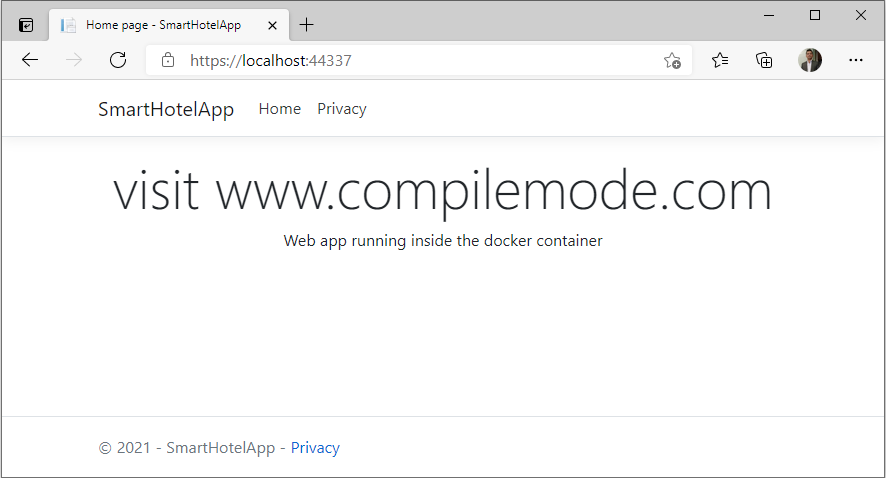 Home page - SmartHotelApp
https://localhost:44337
SmartHotelApp Home Privacy
visit www.compilemode.com
Web app running inside the docker container
© 2021 - SmartHotelApp - Privacy